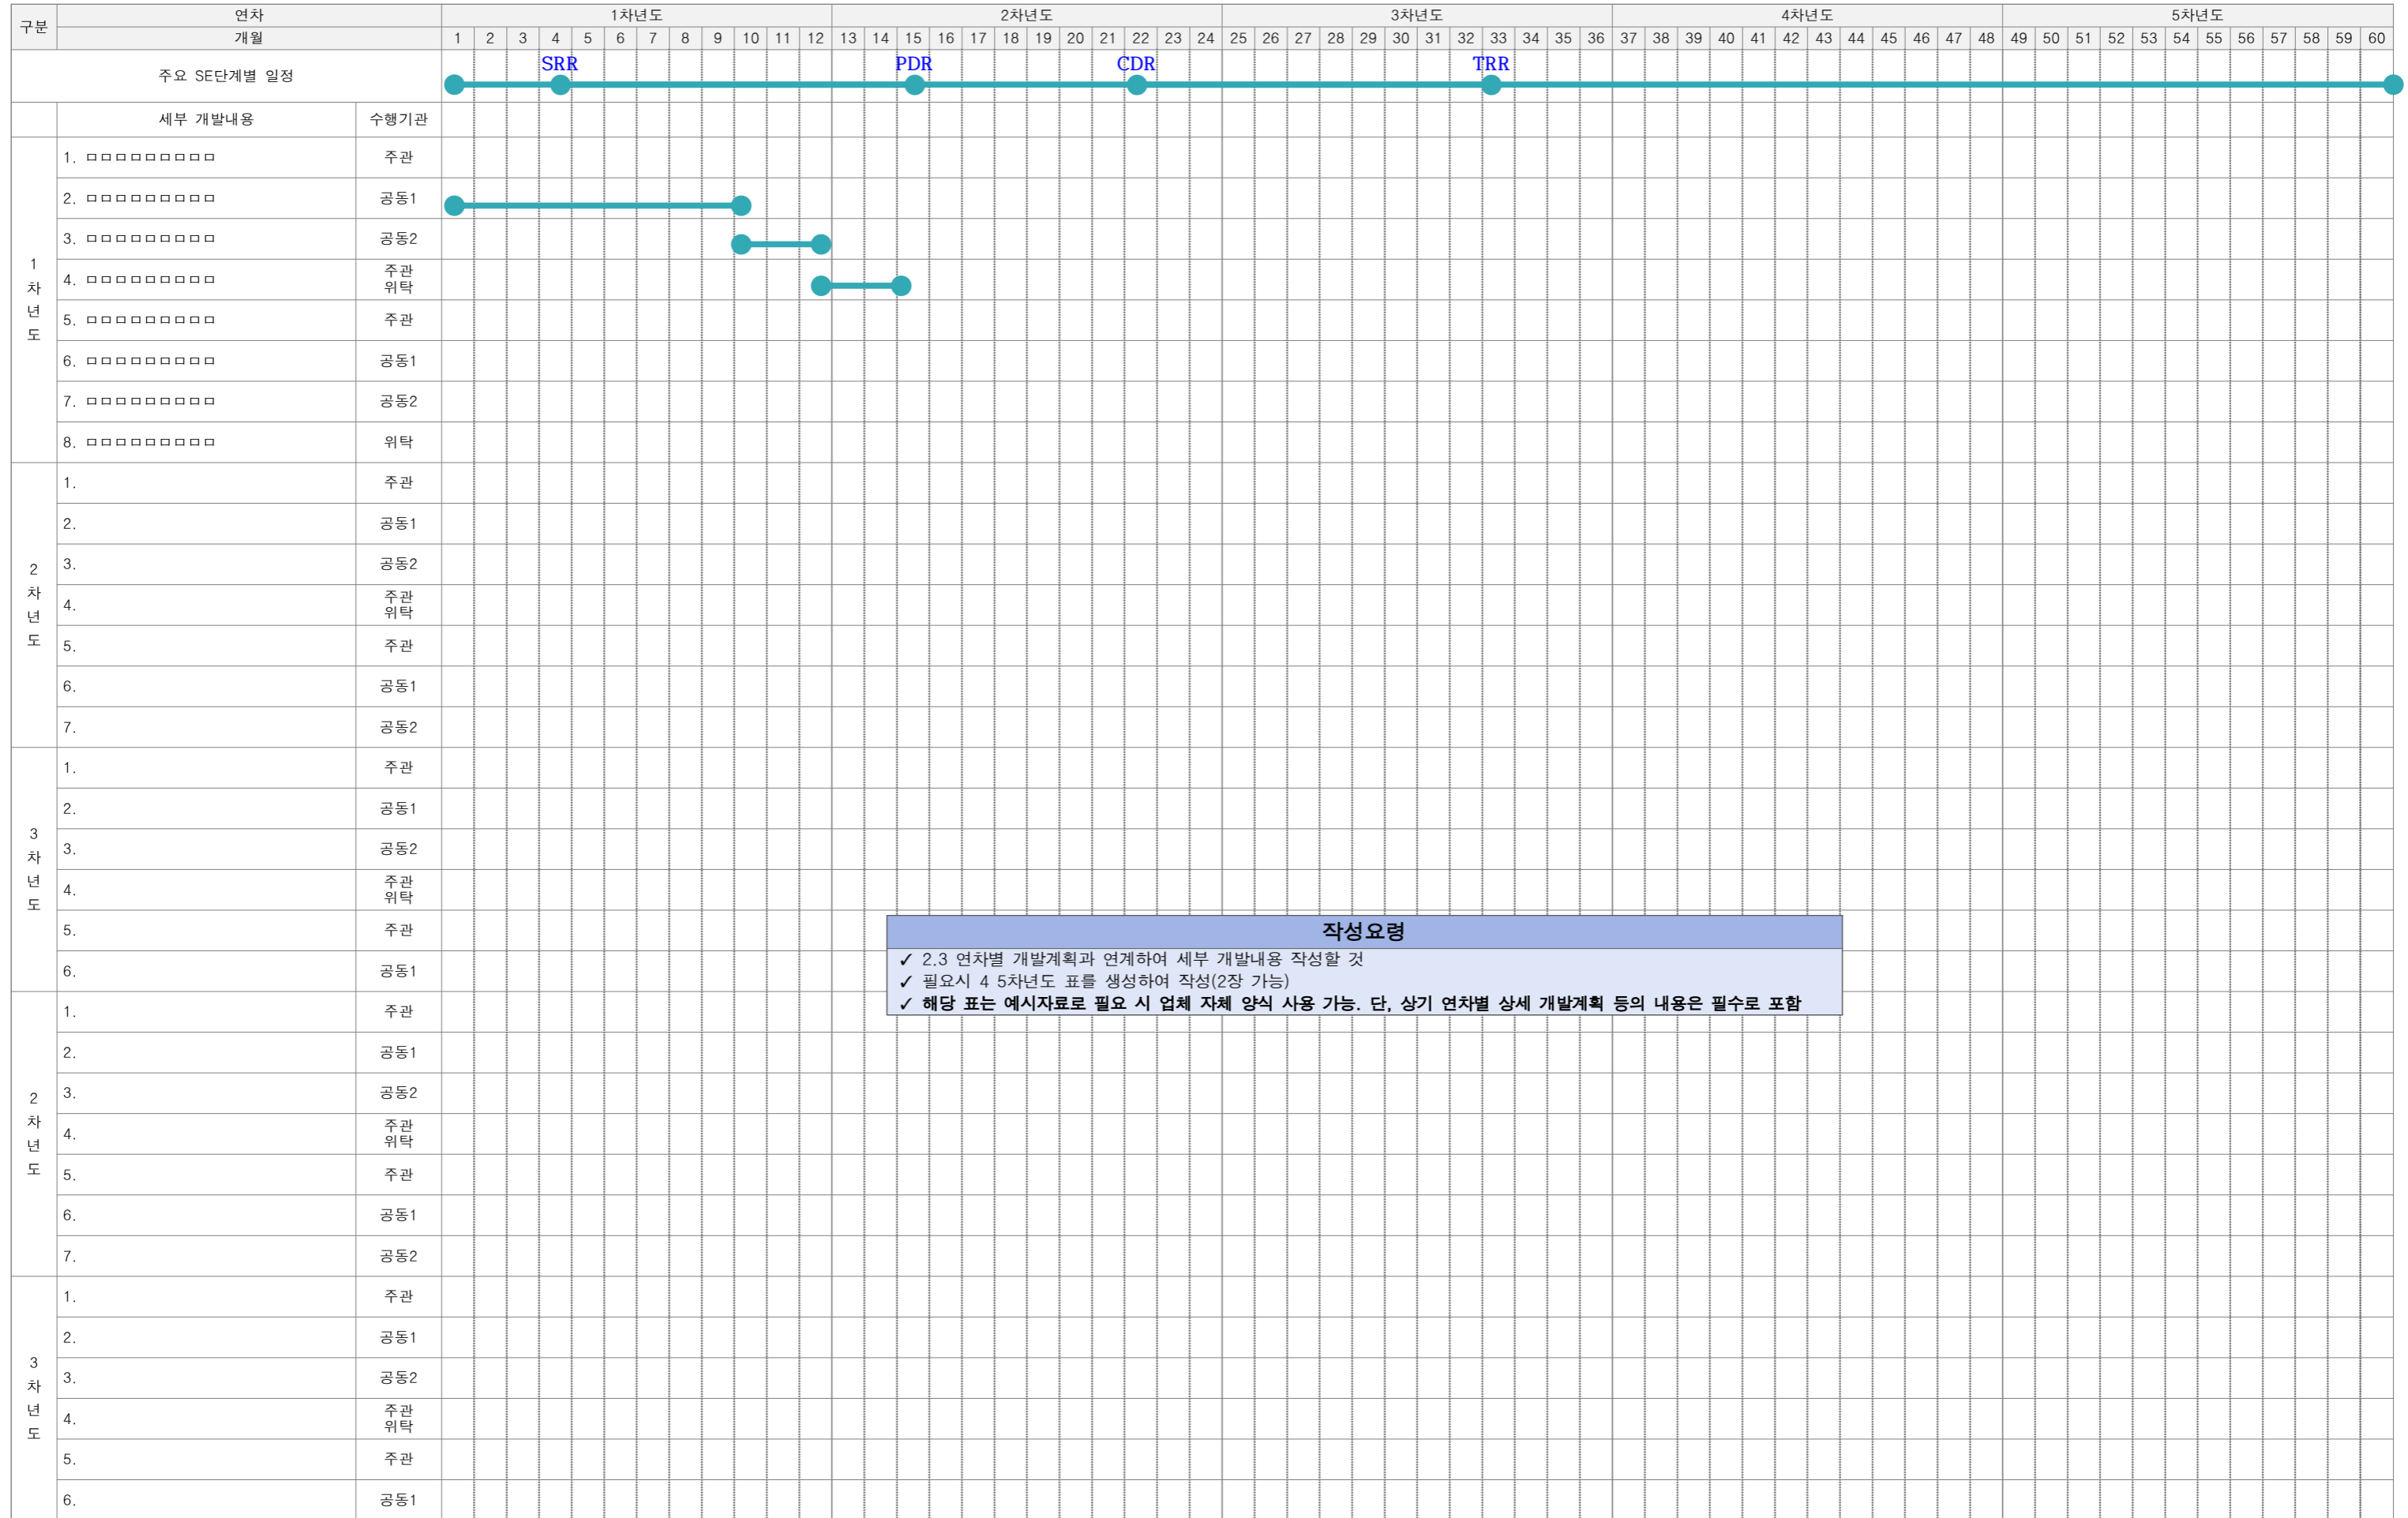 구분 연차 1차년도 2차년도 3차년도 4차년도 5차년도
개월 1 2 3 4 5 6 7 8 9 10 11 12 13 14 15 16 17 18 19 20 21 22 23 24 25 26 27 28 29 30 31 32 33 34 35 36 37 38 39 40 41 42 43 44 45 46 47 48 49 50 51 52 53 54 55 56 57 58 59 60
주요 SE단계별 일정 SRR PDR CDR TRR
세부 개발내용 수행기관
1차년도
1. ㅁㅁㅁㅁㅁㅁㅁㅁㅁ 주관
2. ㅁㅁㅁㅁㅁㅁㅁㅁㅁ 공동1
3. ㅁㅁㅁㅁㅁㅁㅁㅁㅁ 공동2
4. ㅁㅁㅁㅁㅁㅁㅁㅁㅁ 주관
위탁
5. ㅁㅁㅁㅁㅁㅁㅁㅁㅁ 주관
6. ㅁㅁㅁㅁㅁㅁㅁㅁㅁ 공동1
7. ㅁㅁㅁㅁㅁㅁㅁㅁㅁ 공동2
8. ㅁㅁㅁㅁㅁㅁㅁㅁㅁ 위탁
2차년도
1. 주관
2. 공동1
3. 공동2
4. 주관
위탁
5. 주관
6. 공동1
7. 공동2
3차년도
1. 주관
2. 공동1
3. 공동2
4. 주관
위탁
5. 주관
6. 공동1
작성요령
✓ 2.3 연차별 개발계획과 연계하여 세부 개발내용 작성할 것
✓ 필요시 4 5차년도 표를 생성하여 작성(2장 가능)
✓ 해당 표는 예시자료로 필요 시 업체 자체 양식 사용 가능. 단, 상기 연차별 상세 개발계획 등의 내용은 필수로 포함
2차년도
1. 주관
2. 공동1
3. 공동2
4. 주관
위탁
5. 주관
6. 공동1
7. 공동2
3차년도
1. 주관
2. 공동1
3. 공동2
4. 주관
위탁
5. 주관
6. 공동1